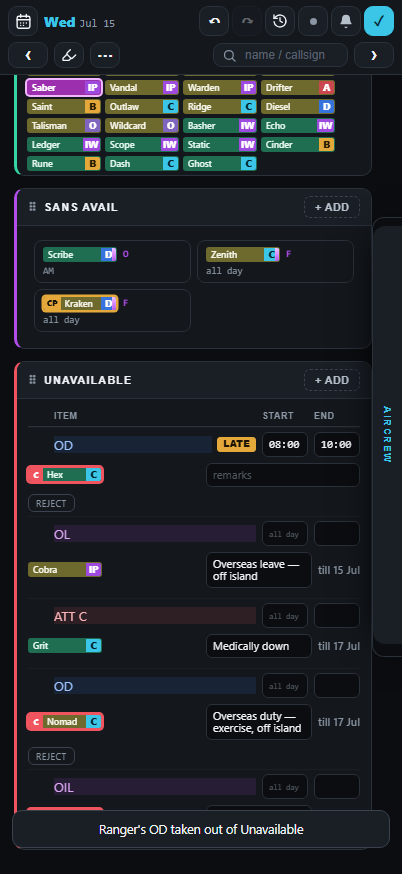 Wed Jul 15
name / callsign
Saber IP Vandal IP Warden IP Drifter A
Saint B Outlaw C Ridge C Diesel D
Talisman O Wildcard O Basher IW Echo IW
Ledger IW Scope IW Static IW Cinder B
Rune B Dash C Ghost C
SANS AVAIL + ADD
Scribe D O Zenith C F
AM all day
CP Kraken D F
all day
UNAVAILABLE + ADD
ITEM START END
OD LATE 08:00 10:00
c Hex C remarks
REJECT
OL all day
Cobra IP Overseas leave —
off island till 15 Jul
ATT C all day
Grit C Medically down till 17 Jul
OD all day
c Nomad C Overseas duty —
exercise, off island till 17 Jul
REJECT
OIL all day
Ranger's OD taken out of Unavailable
AIRCREW